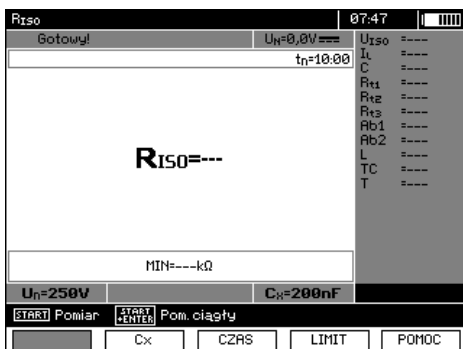 RISO 07:47
Gotowy! UN=0,0V
tn=10:00
UISO =---
IL =---
C =---
Rt1 =---
Rt2 =---
Rt3 =---
Ab1 =---
Ab2 =---
L =---
TC =---
T =---
RISO=---
MIN=---kΩ
Un=250V CX=200nF
START Pomiar START +ENTER Pom. ciągły
Cx CZAS LIMIT POMOC